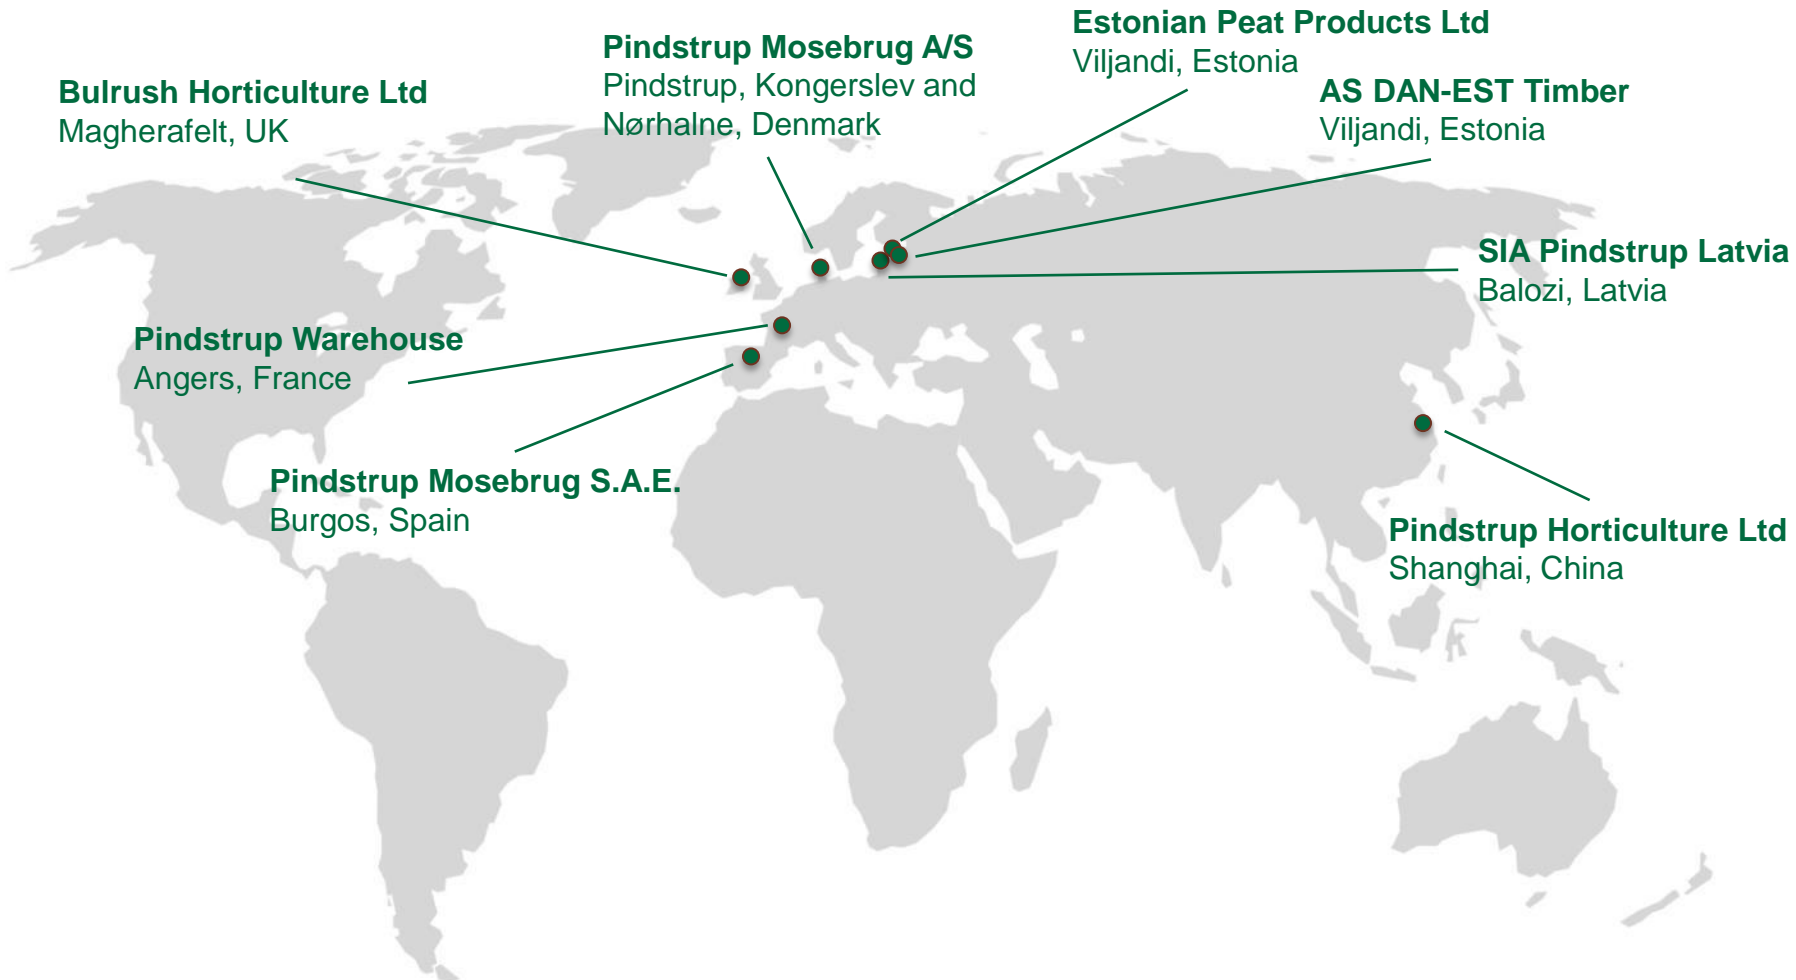 Estonian Peat Products Ltd
Viljandi, Estonia
Pindstrup Mosebrug A/S
Pindstrup, Kongerslev and
Nørhalne, Denmark
Bulrush Horticulture Ltd
Magherafelt, UK
AS DAN-EST Timber
Viljandi, Estonia
SIA Pindstrup Latvia
Balozi, Latvia
Pindstrup Warehouse
Angers, France
Pindstrup Mosebrug S.A.E.
Burgos, Spain
Pindstrup Horticulture Ltd
Shanghai, China